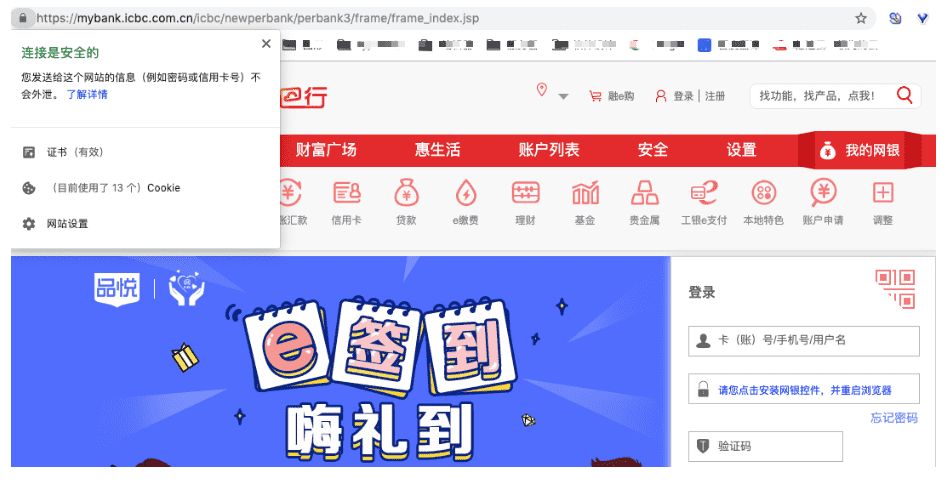 https://mybank.icbc.com.cn/icbc/newperbank/perbank3/frame/frame_index.jsp
连接是安全的
您发送给这个网站的信息（例如密码或信用卡号）不
会外泄。 了解详情
证书（有效）
（目前使用了 13 个）Cookie
网站设置
行
融e购
登录 | 注册
找功能，找产品，点我！
财富广场
惠生活
账户列表
安全
设置
我的网银
汇款
信用卡
贷款
e缴费
理财
基金
贵金属
工银e支付
本地特色
账户申请
调整
品悦
e签到
嗨礼到
登录
卡（账）号/手机号/用户名
请您点击安装网银控件，并重启浏览器
忘记密码
验证码